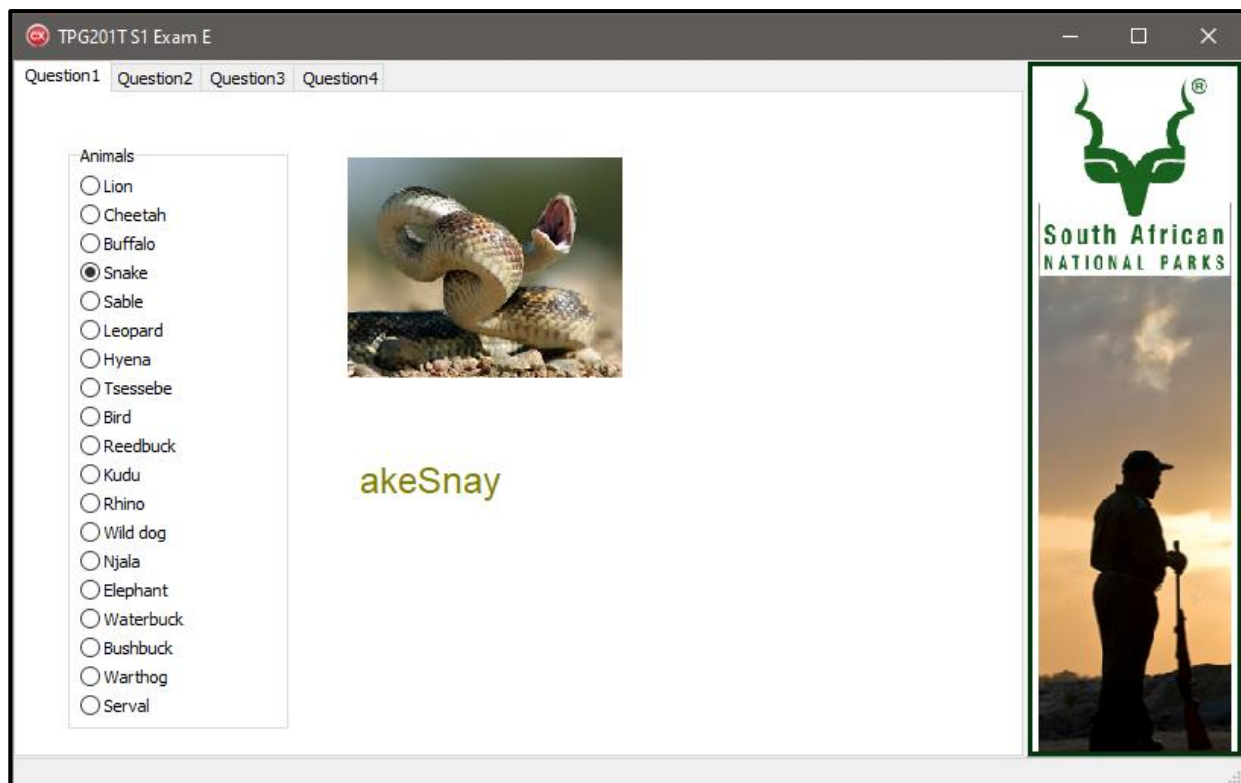 TPG201T S1 Exam E
Question1 Question2 Question3 Question4
Animals
Lion
Cheetah
Buffalo
Snake
Sable
Leopard
Hyena
Tsessebe
Bird
Reedbuck
Kudu
Rhino
Wild dog
Njala
Elephant
Waterbuck
Bushbuck
Warthog
Serval
akeSnay
®
South African
NATIONAL PARKS